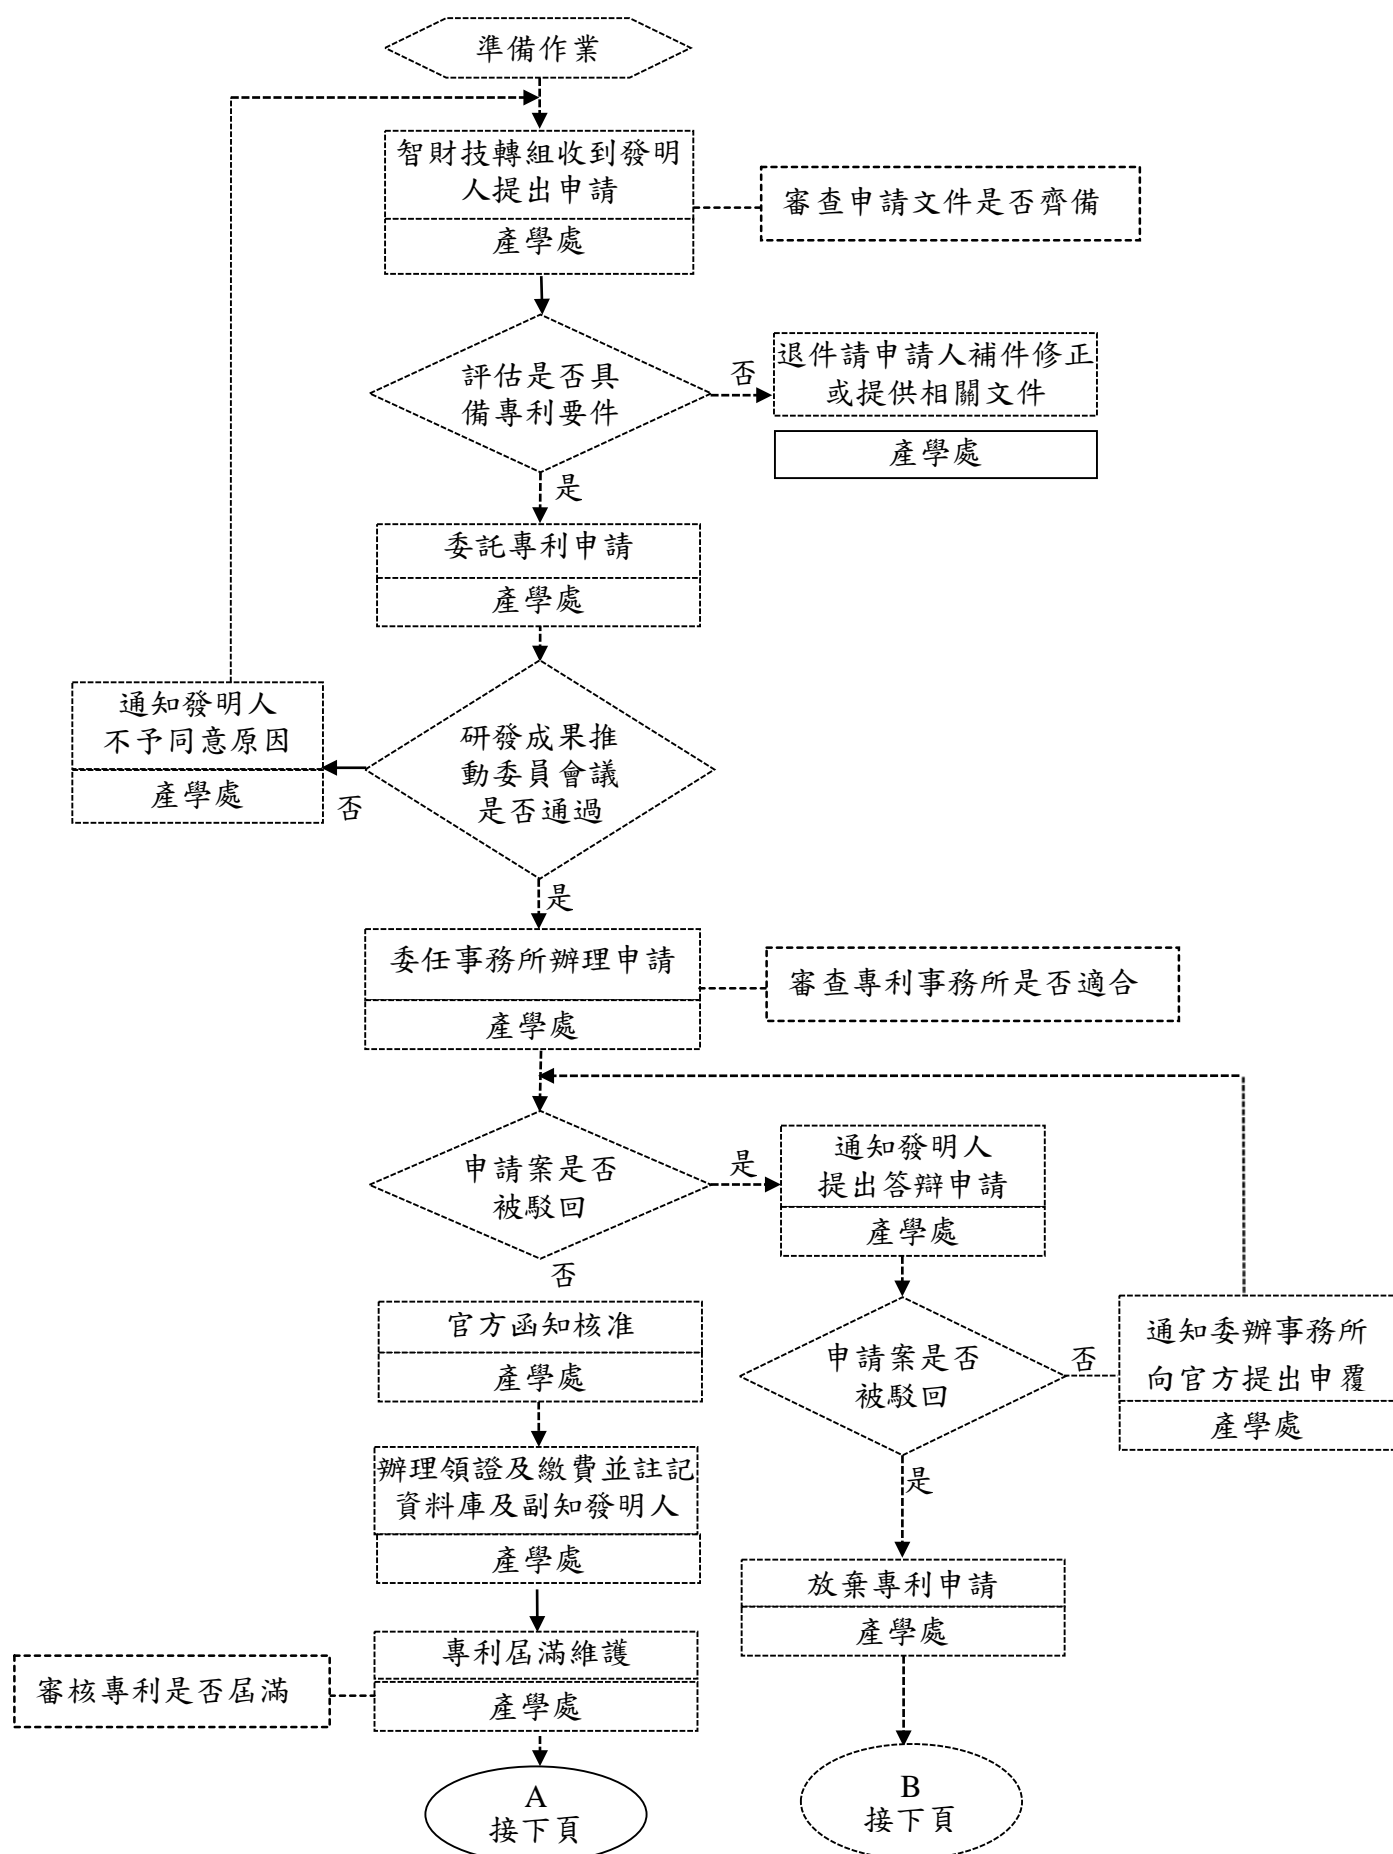 準備作業
智財技轉組收到發明
人提出申請
產學處
審查申請文件是否齊備
評估是否具
備專利要件
否
退件請申請人補件修正
或提供相關文件
產學處
是
委託專利申請
產學處
通知發明人
不予同意原因
產學處
否
研發成果推
動委員會議
是否通過
是
委任事務所辦理申請
產學處
審查專利事務所是否適合
申請案是否
被駁回
是
通知發明人
提出答辯申請
產學處
否
官方函知核准
產學處
申請案是否
被駁回
否
通知委辦事務所
向官方提出申覆
產學處
是
辦理領證及繳費並註記
資料庫及副知發明人
產學處
放棄專利申請
產學處
審核專利是否屆滿
專利屆滿維護
產學處
A
接下頁
B
接下頁